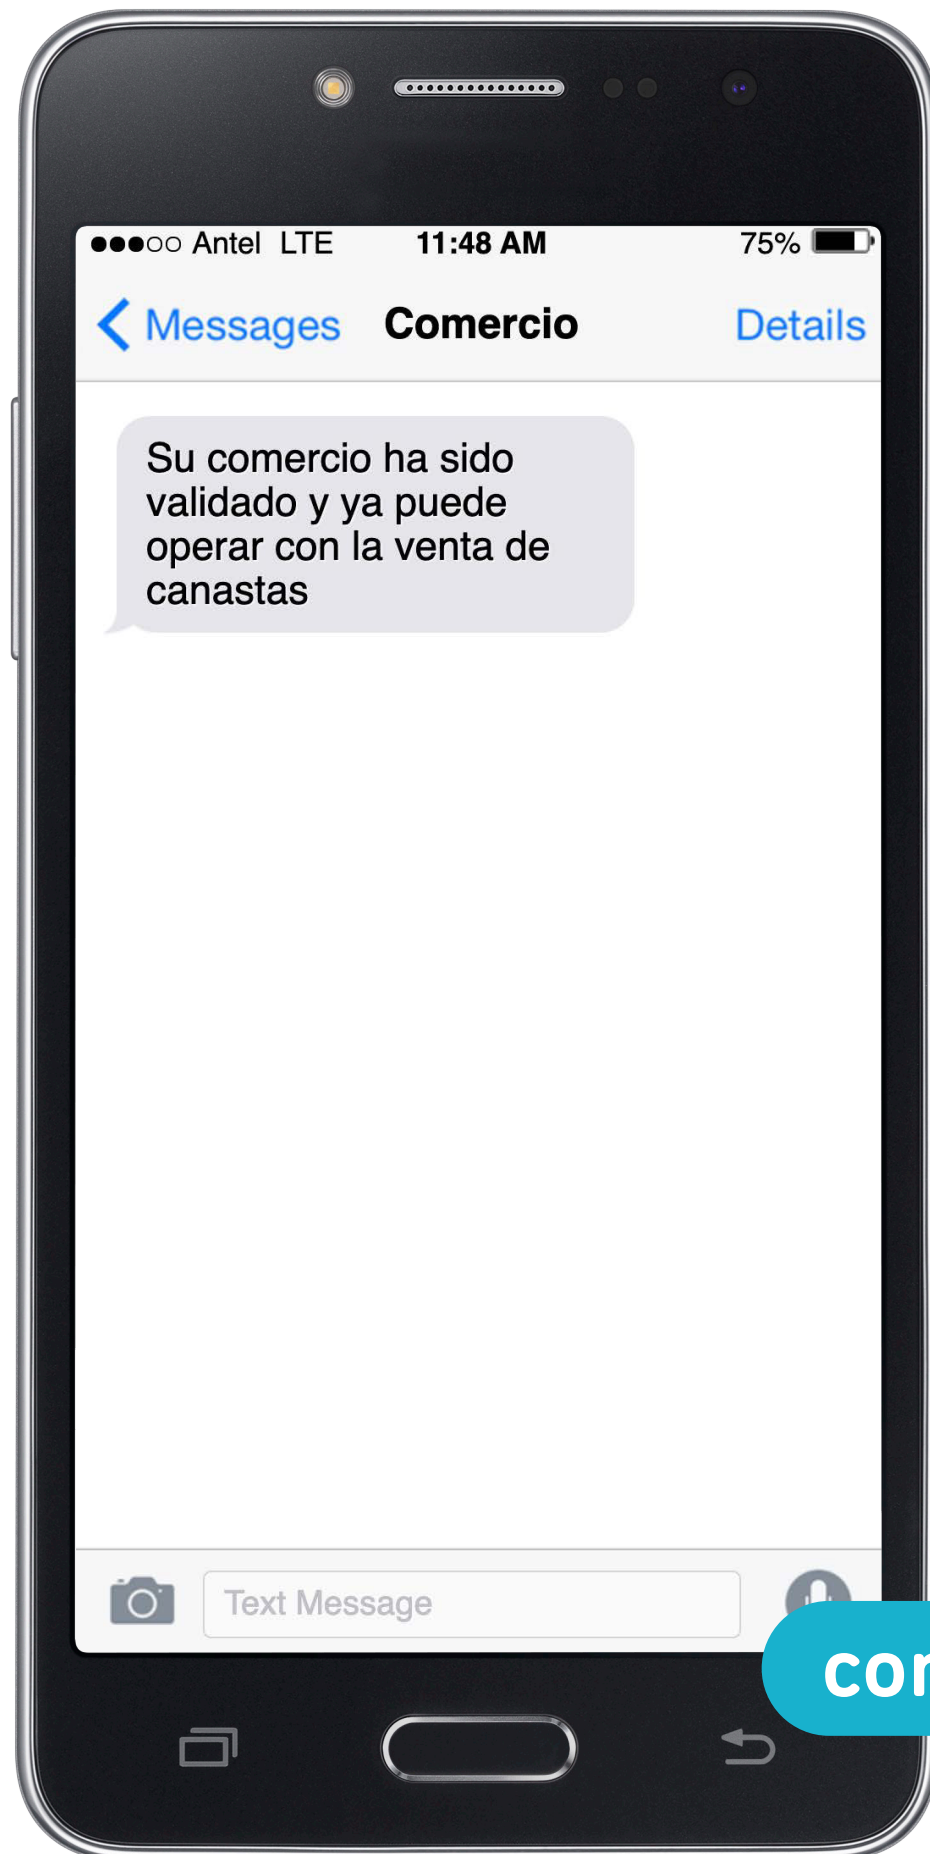 Antel LTE 11:48 AM 75%
Messages Comercio Details
Su comercio ha sido
validado y ya puede
operar con la venta de
canastas
Text Message